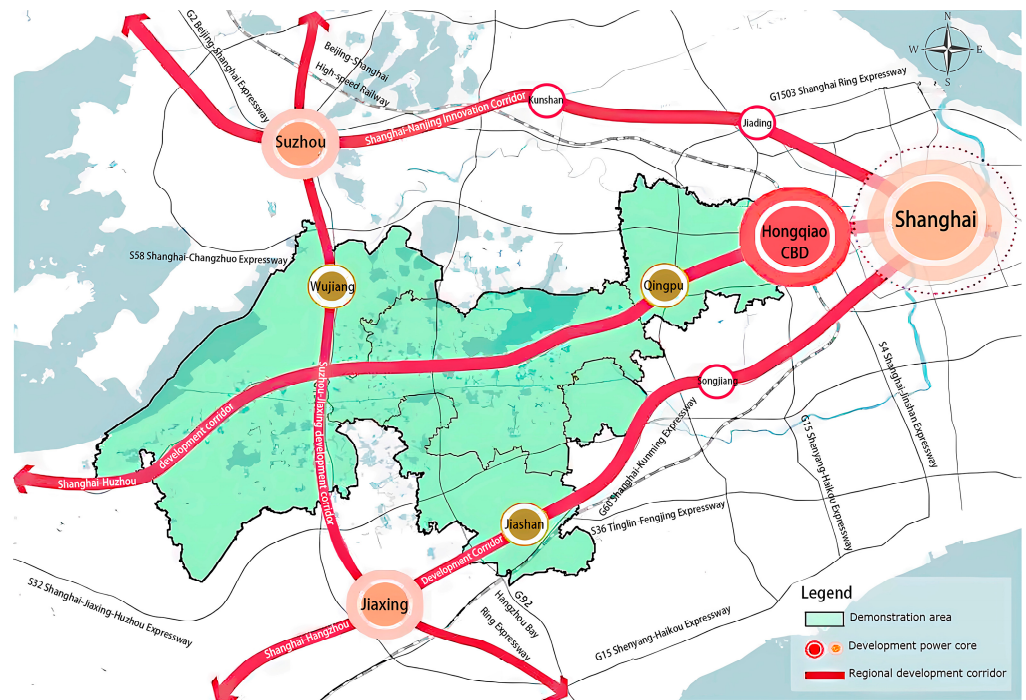 N
W
E
S
G2 Beijing-Shanghai Expressway
Beijing-Shanghai
High-speed Railway
G1503 Shanghai Ring Expressway
Kunshan
Shanghai-Nanjing Innovation Corridor
Jiading
Suzhou
Shanghai
Hongqiao
CBD
S58 Shanghai-Changzhuo Expressway
Wujiang
Qingpu
Songjiang
S4 Shanghai-Jinshan Expressway
Suzhou-Jiaxing development corridor
development corridor
Shanghai-Huzhou
G60 Shanghai-Kunming Expressway
G15 Shenyang-Haikou Expressway
Jiashan
S36 Tinglin Fengjing Expressway
Development Corridor
S32 Shanghai-Jiaxing-Huzhou Expressway
Jiaxing
Shanghai-Hangzhou
G92
Hangzhou Bay
Ring Expressway
G15 Shenyang-Haikou Expressway
Legend
Demonstration area
Development power core
Regional development corridor